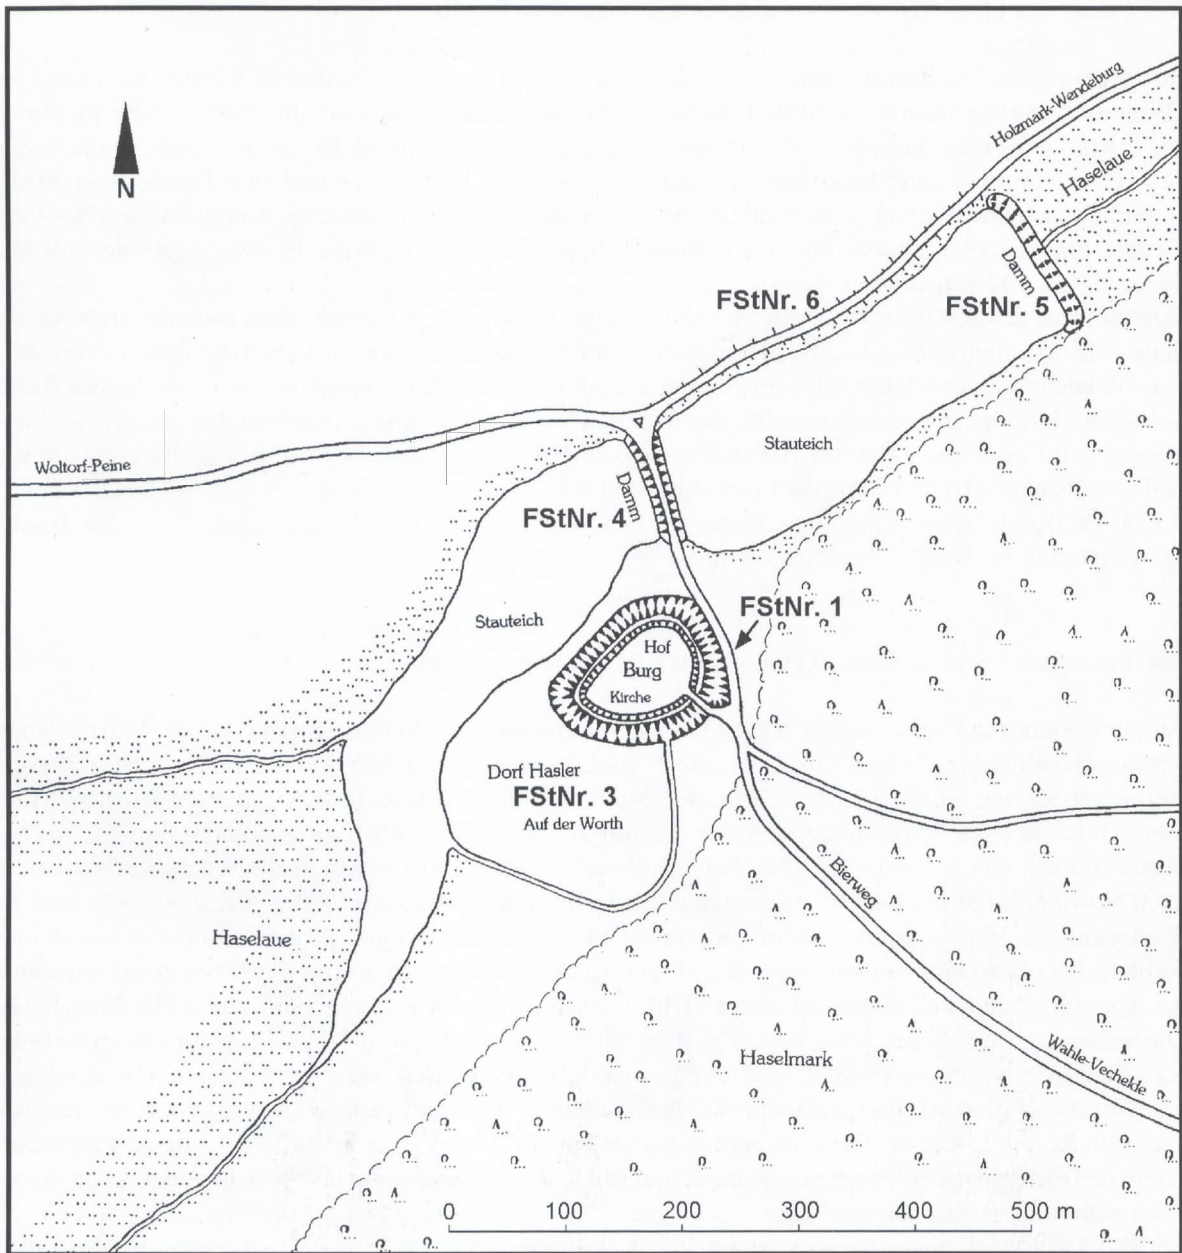 Holzmark-Wendeburg
Haselaue
N
Damm
FStNr. 6
FStNr. 5
Stauteich
Woltorf-Peine
Damm
FStNr. 4
FStNr. 1
Stauteich
Hof
Burg
Kirche
Dorf Hasler
FStNr. 3
Auf der Worth
Bierweg
Haselaue
Haselmark
Wahle-Vechelde
0 100 200 300 400 500 m